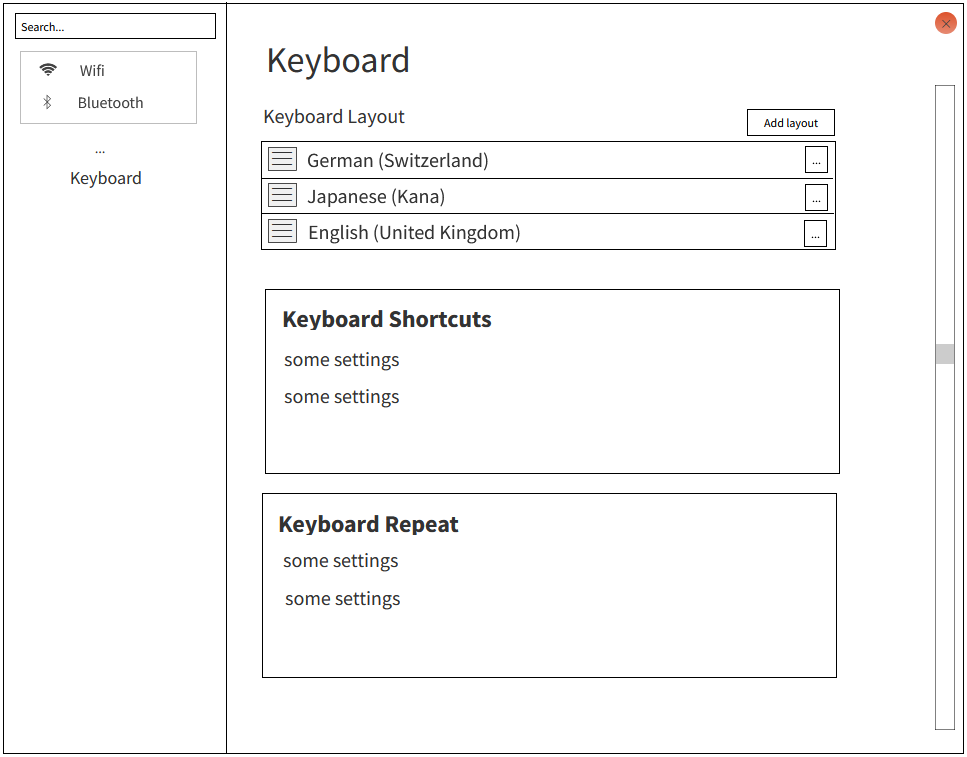 Search...
Wifi
Bluetooth
...
Keyboard
Keyboard
Keyboard Layout
Add layout
German (Switzerland)
...
Japanese (Kana)
...
English (United Kingdom)
...
Keyboard Shortcuts
some settings
some settings
Keyboard Repeat
some settings
some settings